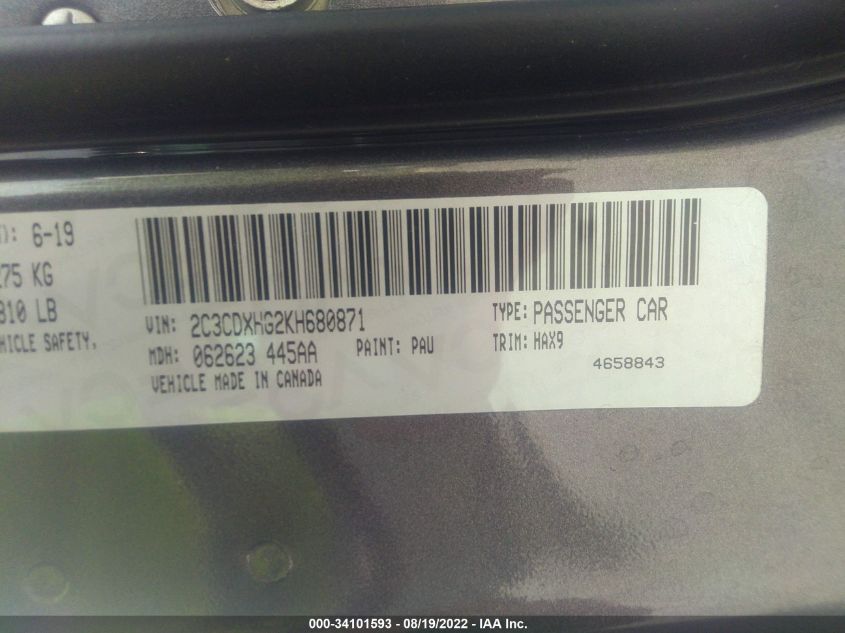 ): 6-19
275 KG
810 LB
HICLE SAFETY,
VIN: 2C3CDXHG2KH680871
TYPE: PASSENGER CAR
MDH: 062623 445AA
PAINT: PAU
TRIM: HAX9
VEHICLE MADE IN CANADA
4658843
000-34101593 - 08/19/2022 - IAA Inc.